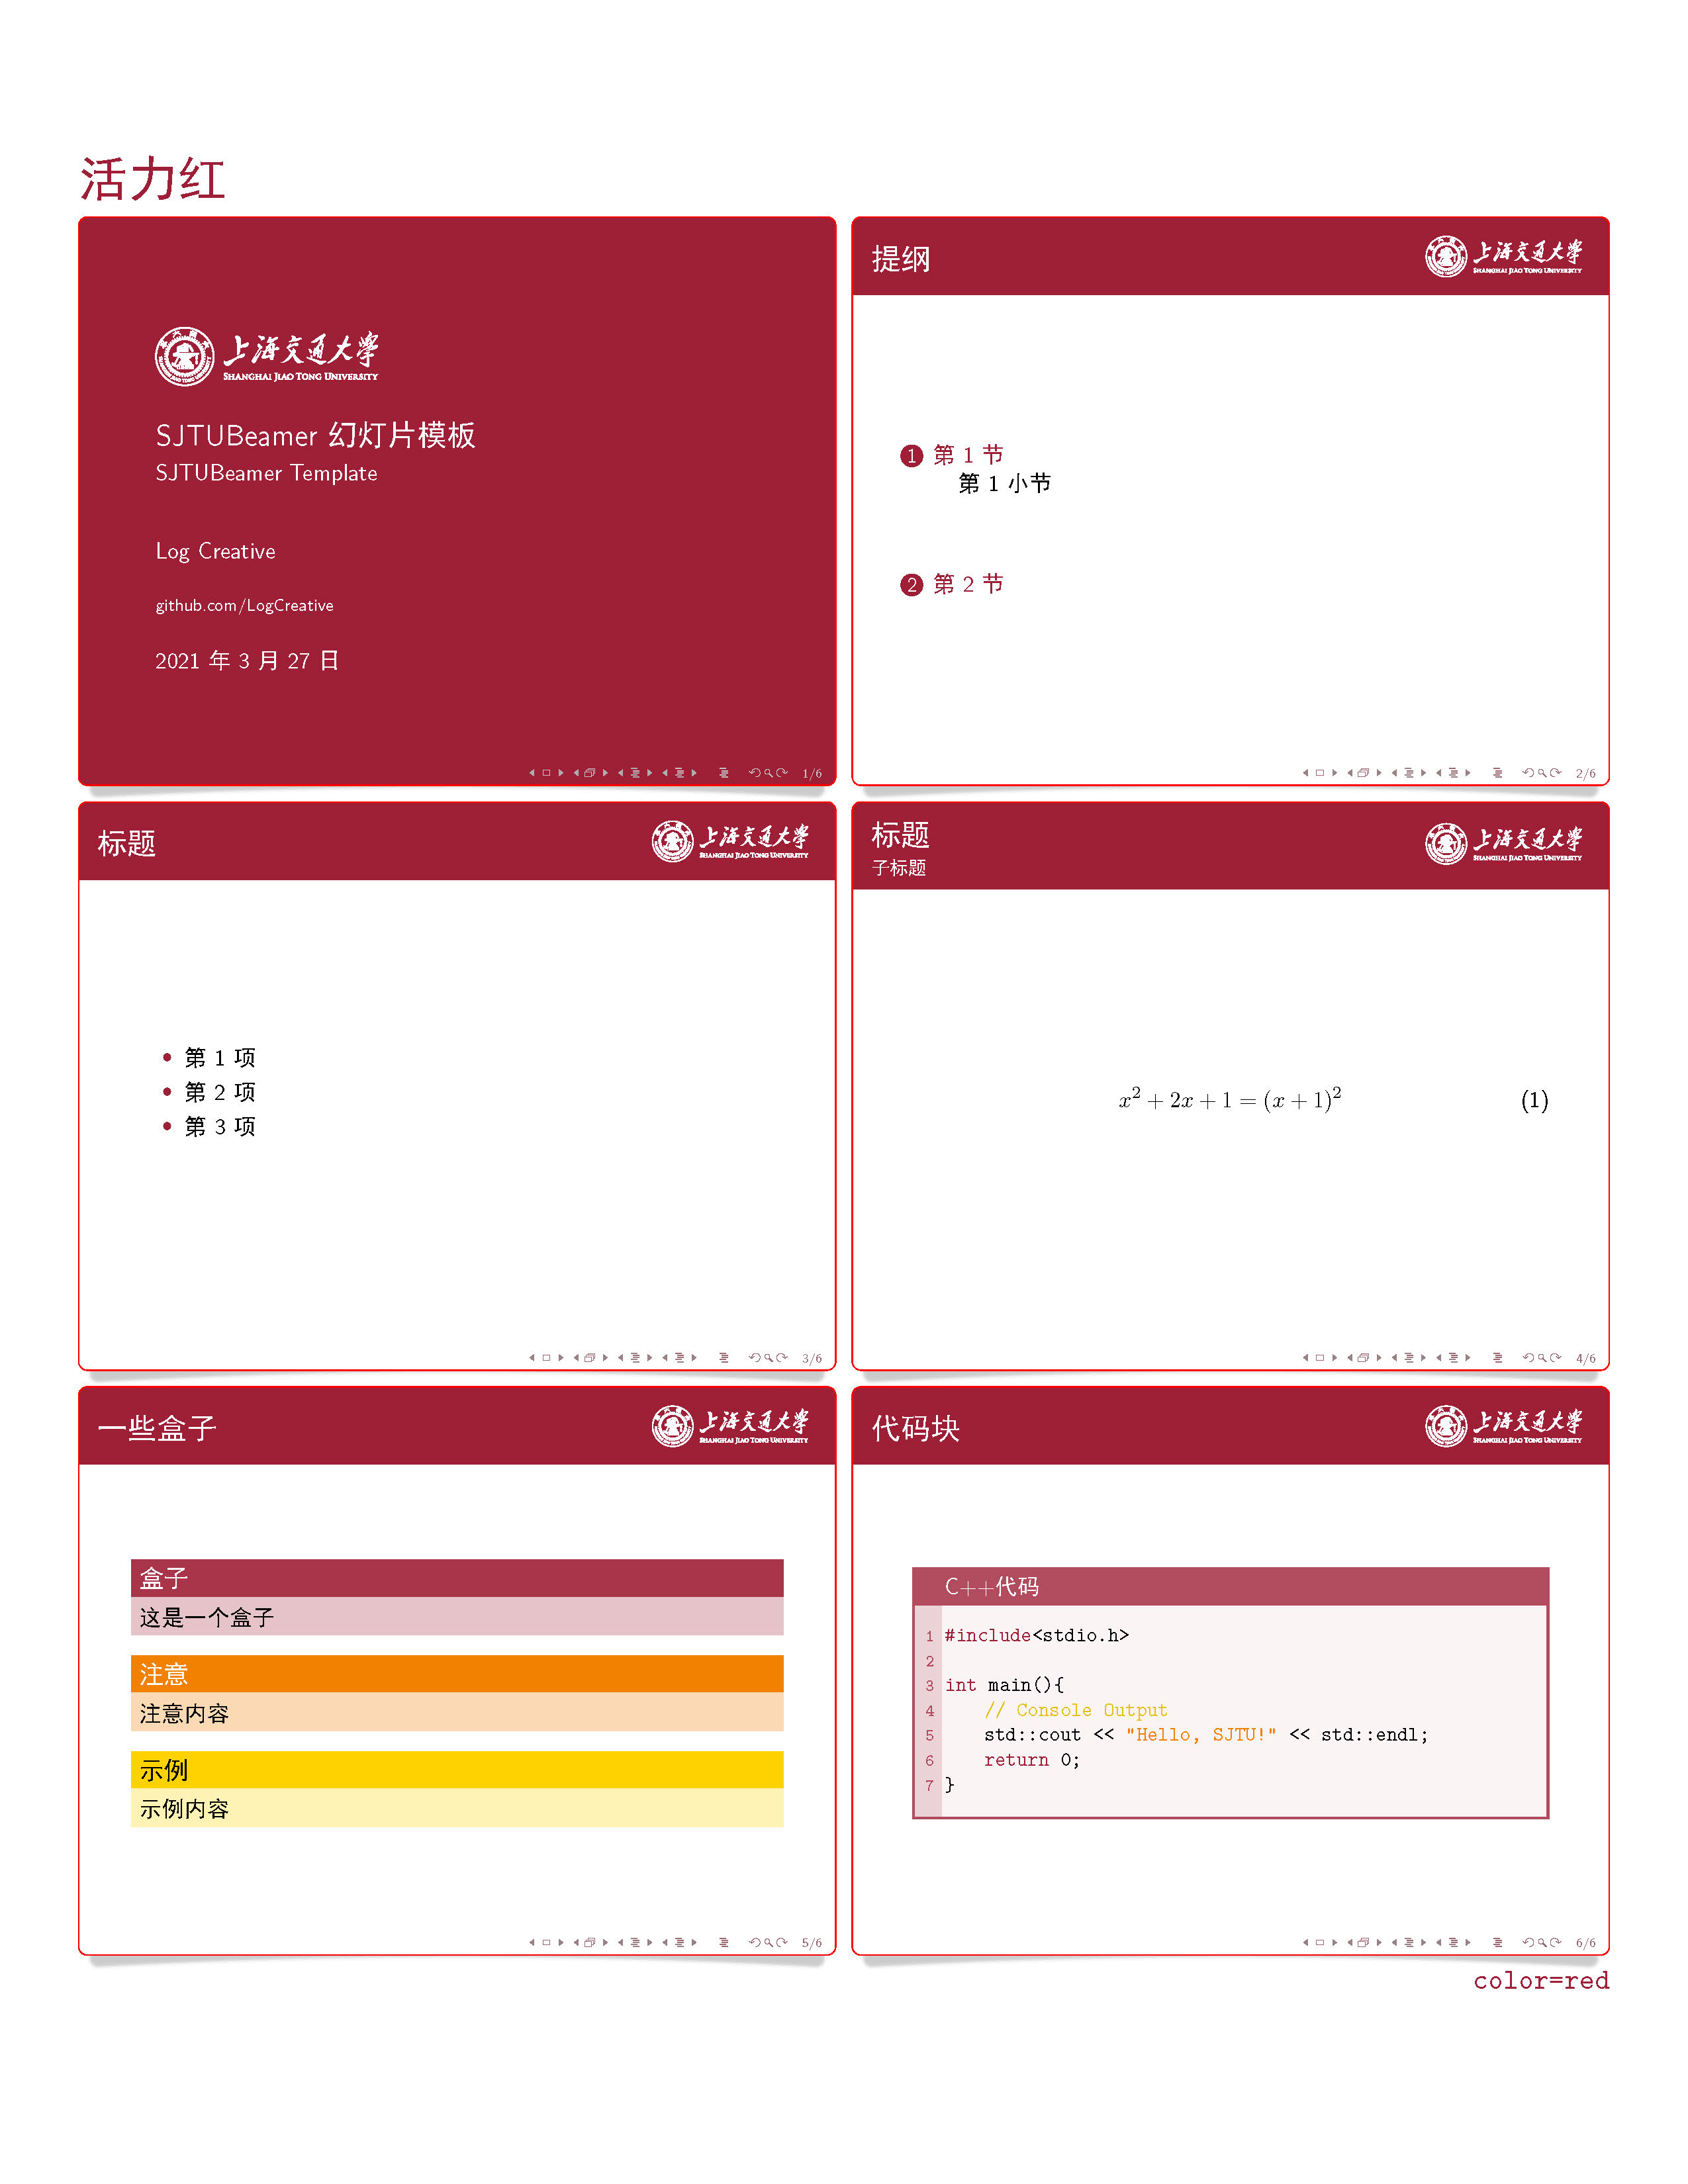 活力红
上海交通大学
SHANGHAI JIAO TONG UNIVERSITY
SJTUBeamer 幻灯片模板
SJTUBeamer Template
Log Creative
github.com/LogCreative
2021 年 3 月 27 日
1/6
提纲
上海交通大学
SHANGHAI JIAO TONG UNIVERSITY
1 第 1 节
第 1 小节
2 第 2 节
2/6
标题
上海交通大学
SHANGHAI JIAO TONG UNIVERSITY
• 第 1 项
• 第 2 项
• 第 3 项
3/6
标题
子标题
上海交通大学
SHANGHAI JIAO TONG UNIVERSITY
x² + 2x + 1 = (x + 1)² (1)
4/6
一些盒子
上海交通大学
SHANGHAI JIAO TONG UNIVERSITY
盒子
这是一个盒子
注意
注意内容
示例
示例内容
5/6
代码块
上海交通大学
SHANGHAI JIAO TONG UNIVERSITY
C++代码
1 #include<stdio.h>
2
3 int main(){
4 // Console Output
5 std::cout << "Hello, SJTU!" << std::endl;
6 return 0;
7 }
6/6
color=red